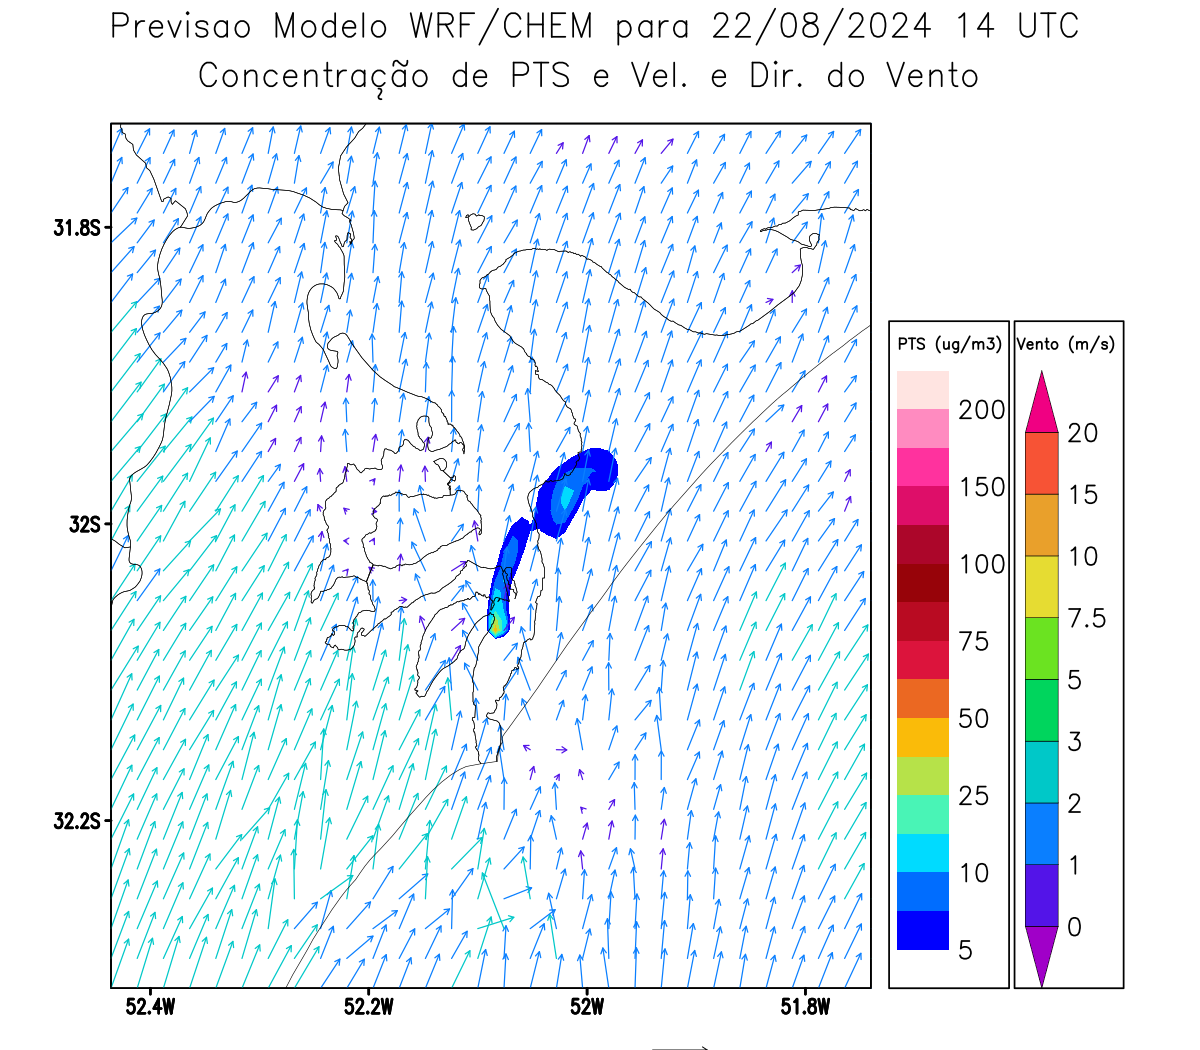 Previsao Modelo WRF/CHEM para 22/08/2024 14 UTC
Concentração de PTS e Vel. e Dir. do Vento
31.8S
32S
32.2S
52.4W
52.2W
52W
51.8W
PTS (ug/m3)
200
150
100
75
50
25
10
5
Vento (m/s)
20
15
10
7.5
5
3
2
1
0